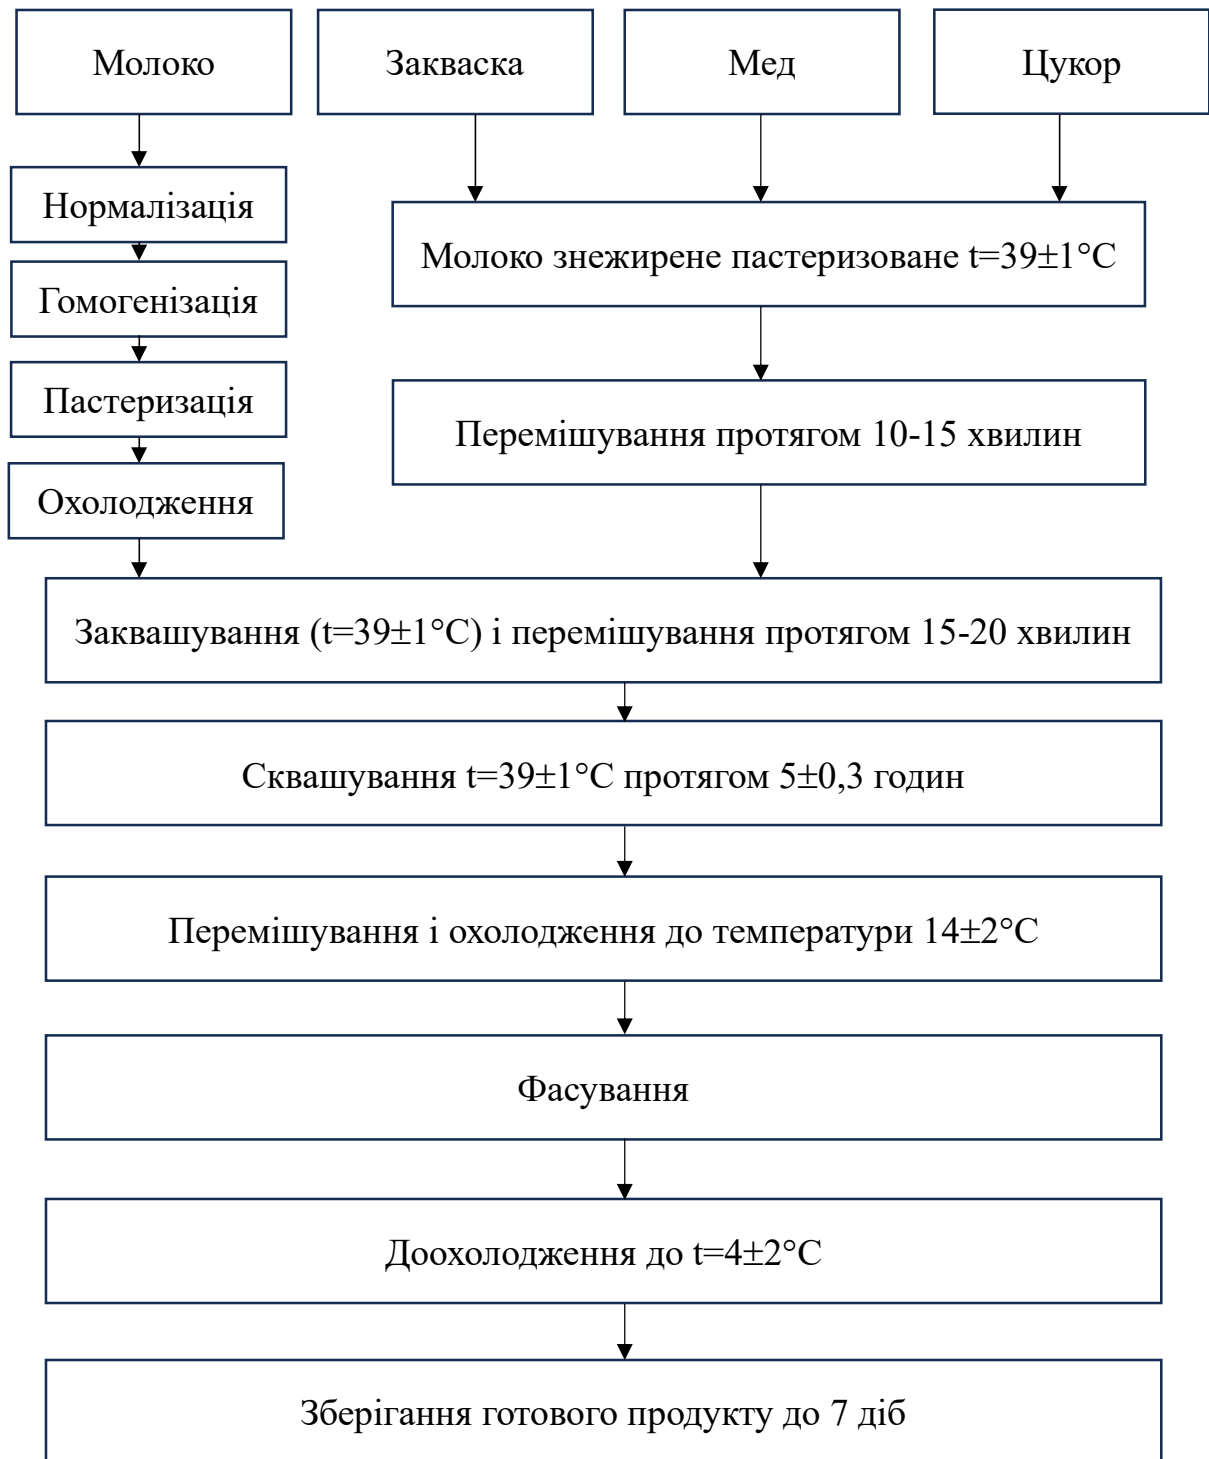 Молоко
Закваска
Мед
Цукор
Нормалізація
Гомогенізація
Пастеризація
Охолодження
Молоко знежирене пастеризоване t=39±1°C
Перемішування протягом 10-15 хвилин
Заквашування (t=39±1°C) і перемішування протягом 15-20 хвилин
Сквашування t=39±1°C протягом 5±0,3 годин
Перемішування і охолодження до температури 14±2°C
Фасування
Доохолодження до t=4±2°C
Зберігання готового продукту до 7 діб